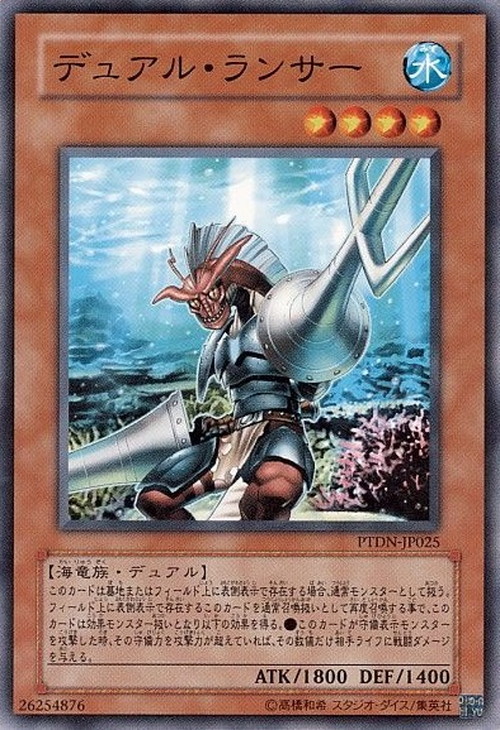 デュアル・ランサー
水
PTDN-JP025
【海竜族・デュアル】
このカードは墓地またはフィールド上に表側表示で存在する場合、通常モンスターとして扱う。
フィールド上に表側表示で存在するこのカードを通常召喚扱いとして再度召喚する事で、この
カードは効果モンスター扱いとなり以下の効果を得る。●このカードが守備表示モンスター
を攻撃した時、その守備力を攻撃力が超えていれば、その数値だけ相手ライフに戦闘ダメージ
を与える。
ATK/1800 DEF/1400
26254876
©高橋和希 スタジオ・ダイス/集英社